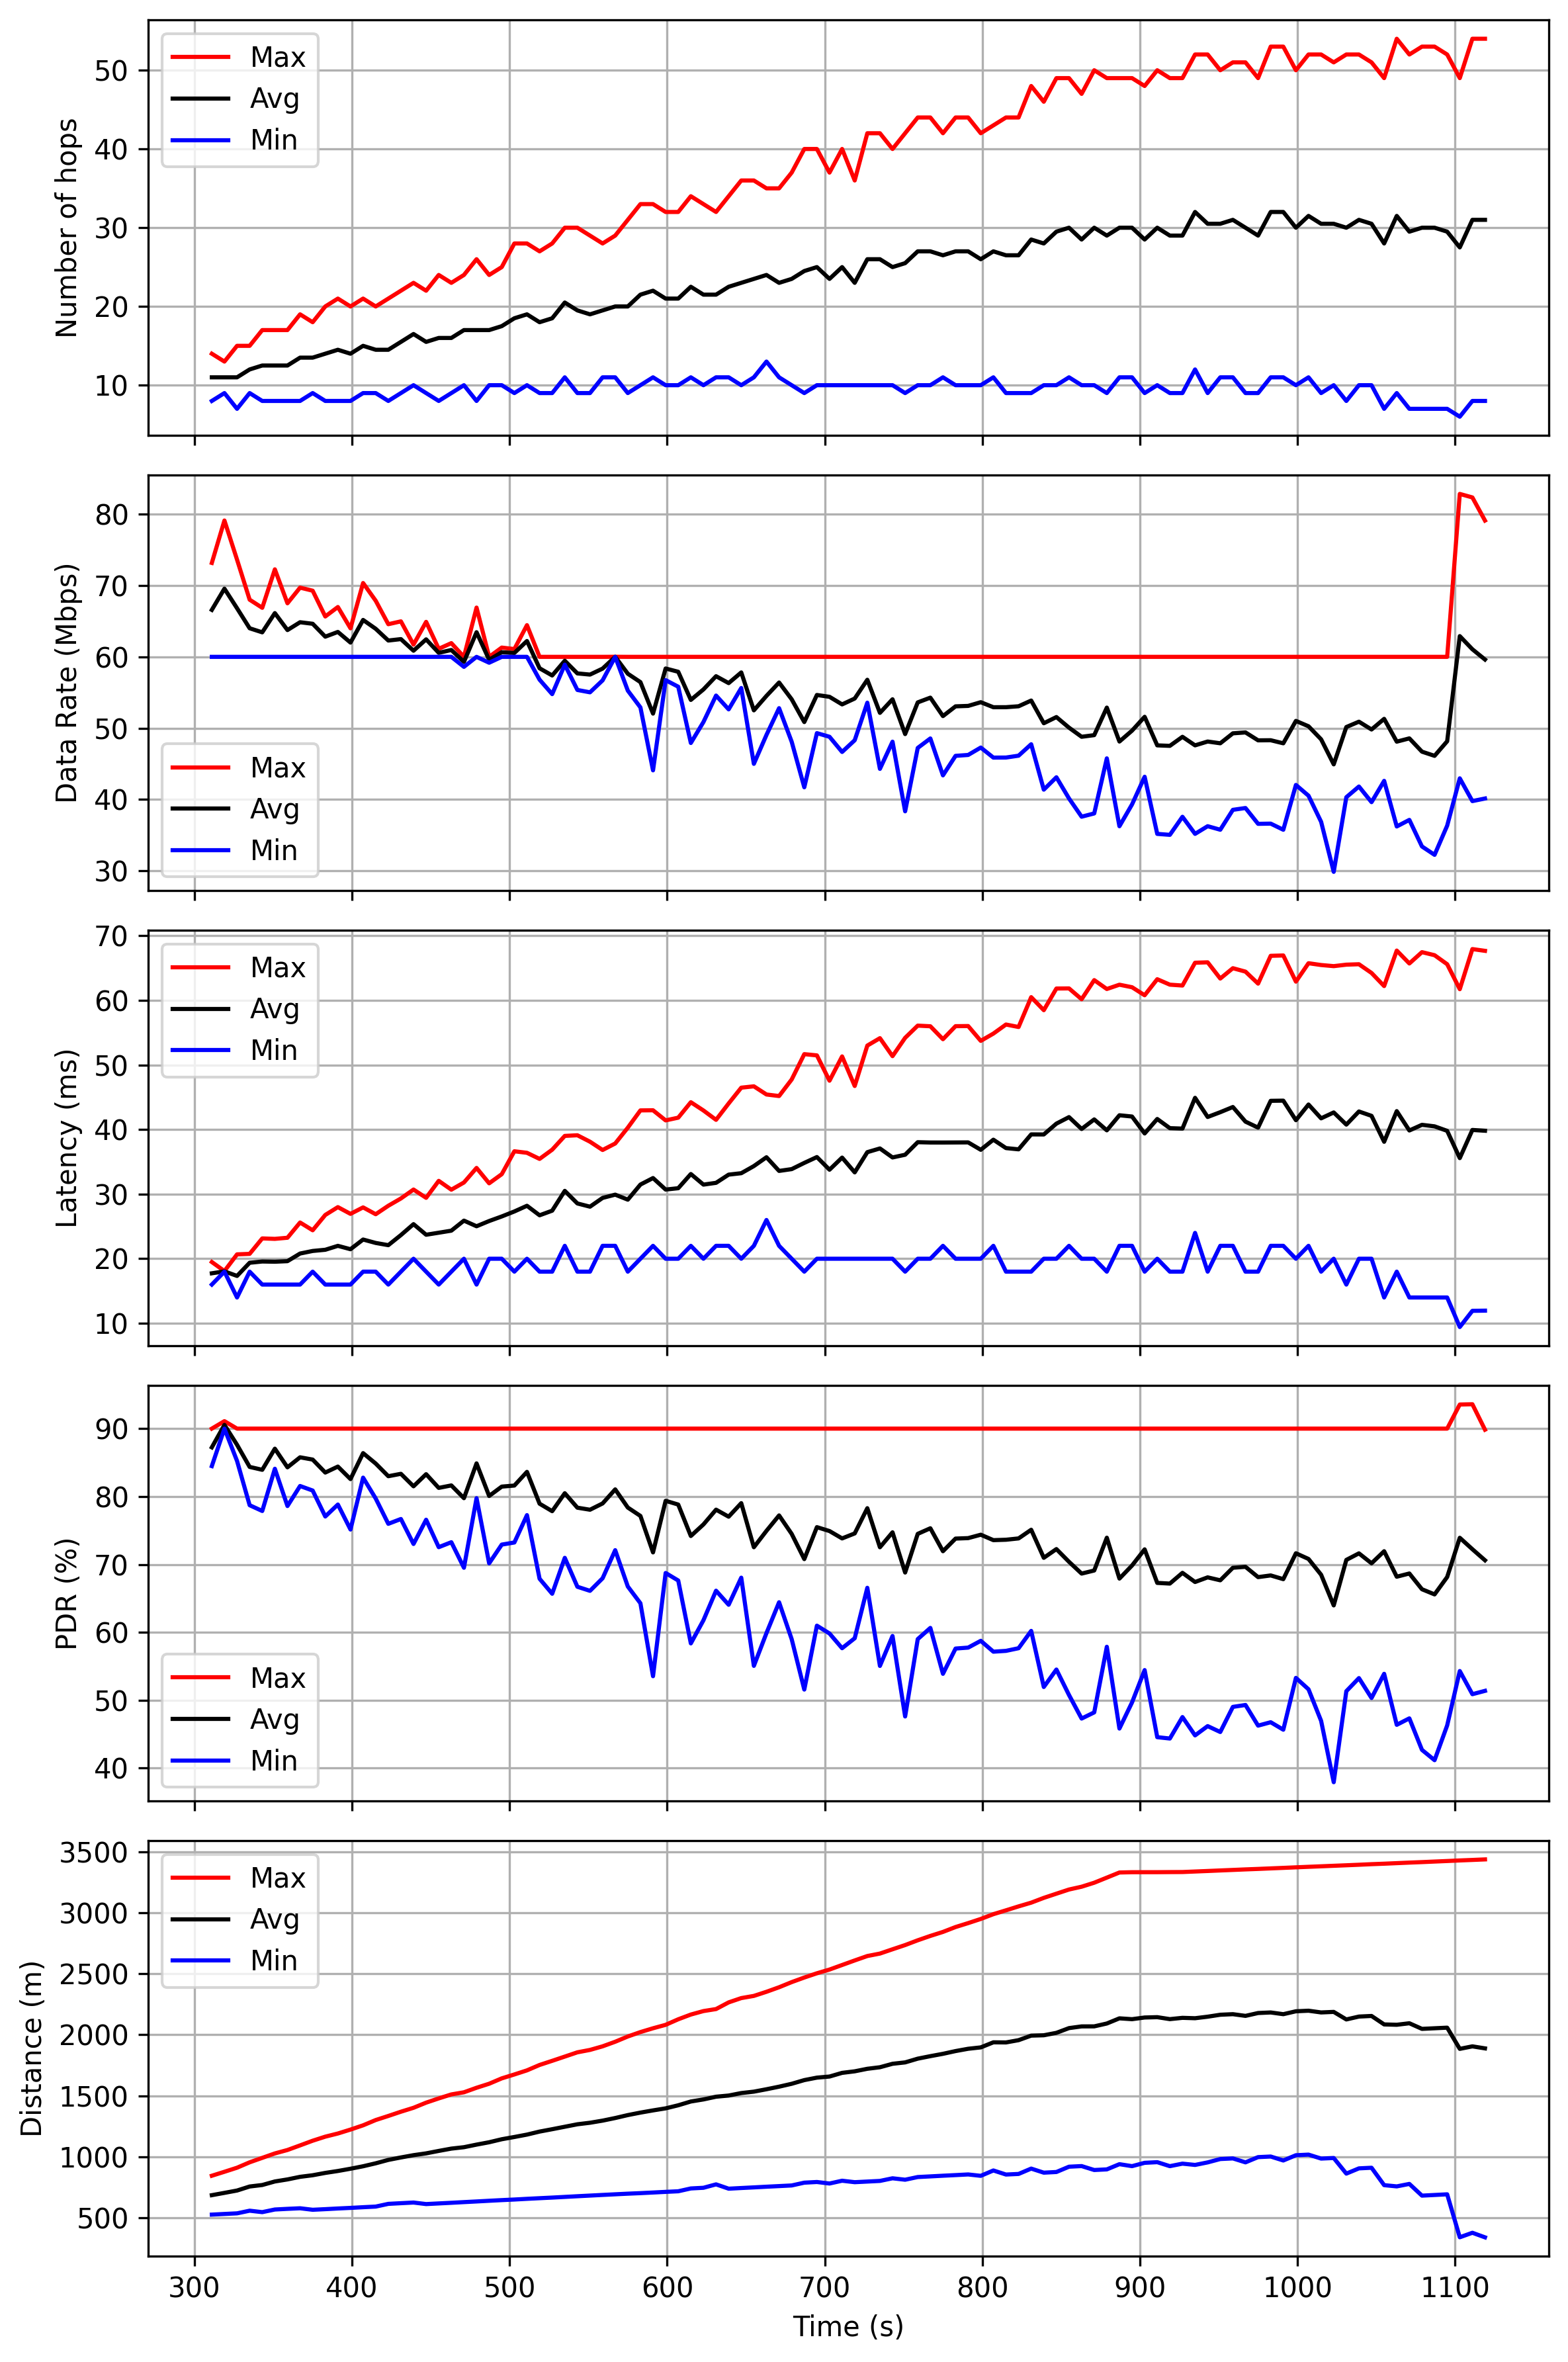 Number of hops
50
40
30
20
10
Max
Avg
Min
Data Rate (Mbps)
80
70
60
50
40
30
Max
Avg
Min
Latency (ms)
70
60
50
40
30
20
10
Max
Avg
Min
PDR (%)
90
80
70
60
50
40
Max
Avg
Min
Distance (m)
3500
3000
2500
2000
1500
1000
500
Max
Avg
Min
300 400 500 600 700 800 900 1000 1100
Time (s)